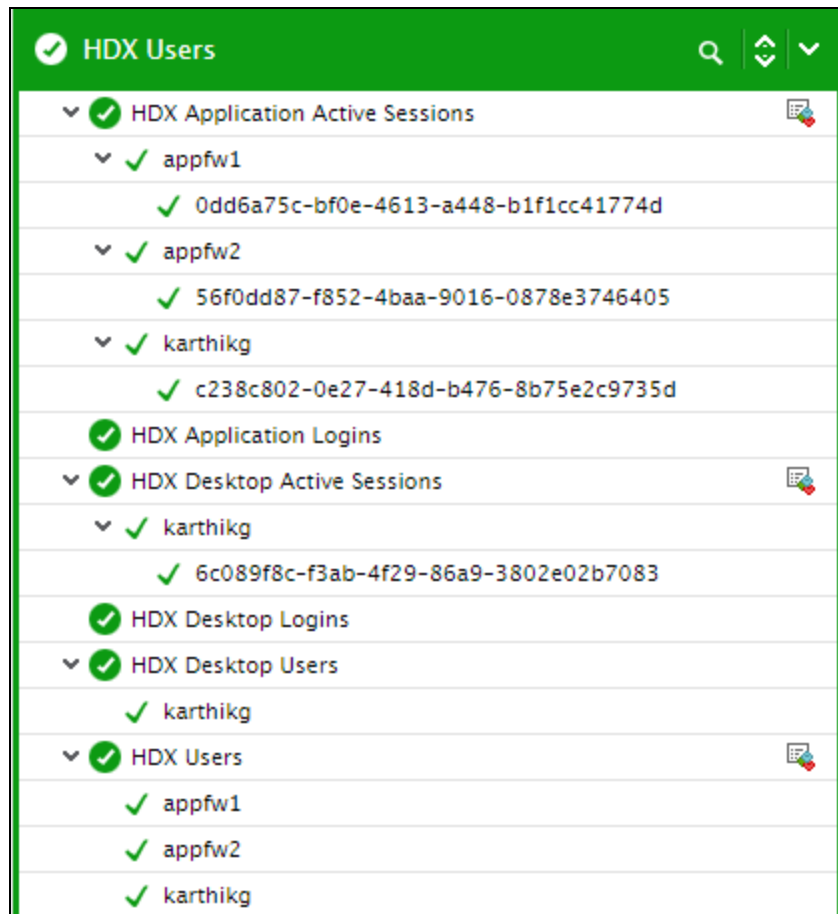 HDX Users
HDX Application Active Sessions
appfw1
0dd6a75c-bf0e-4613-a448-b1f1cc41774d
appfw2
56f0dd87-f852-4baa-9016-0878e3746405
karthikg
c238c802-0e27-418d-b476-8b75e2c9735d
HDX Application Logins
HDX Desktop Active Sessions
karthikg
6c089f8c-f3ab-4f29-86a9-3802e02b7083
HDX Desktop Logins
HDX Desktop Users
karthikg
HDX Users
appfw1
appfw2
karthikg